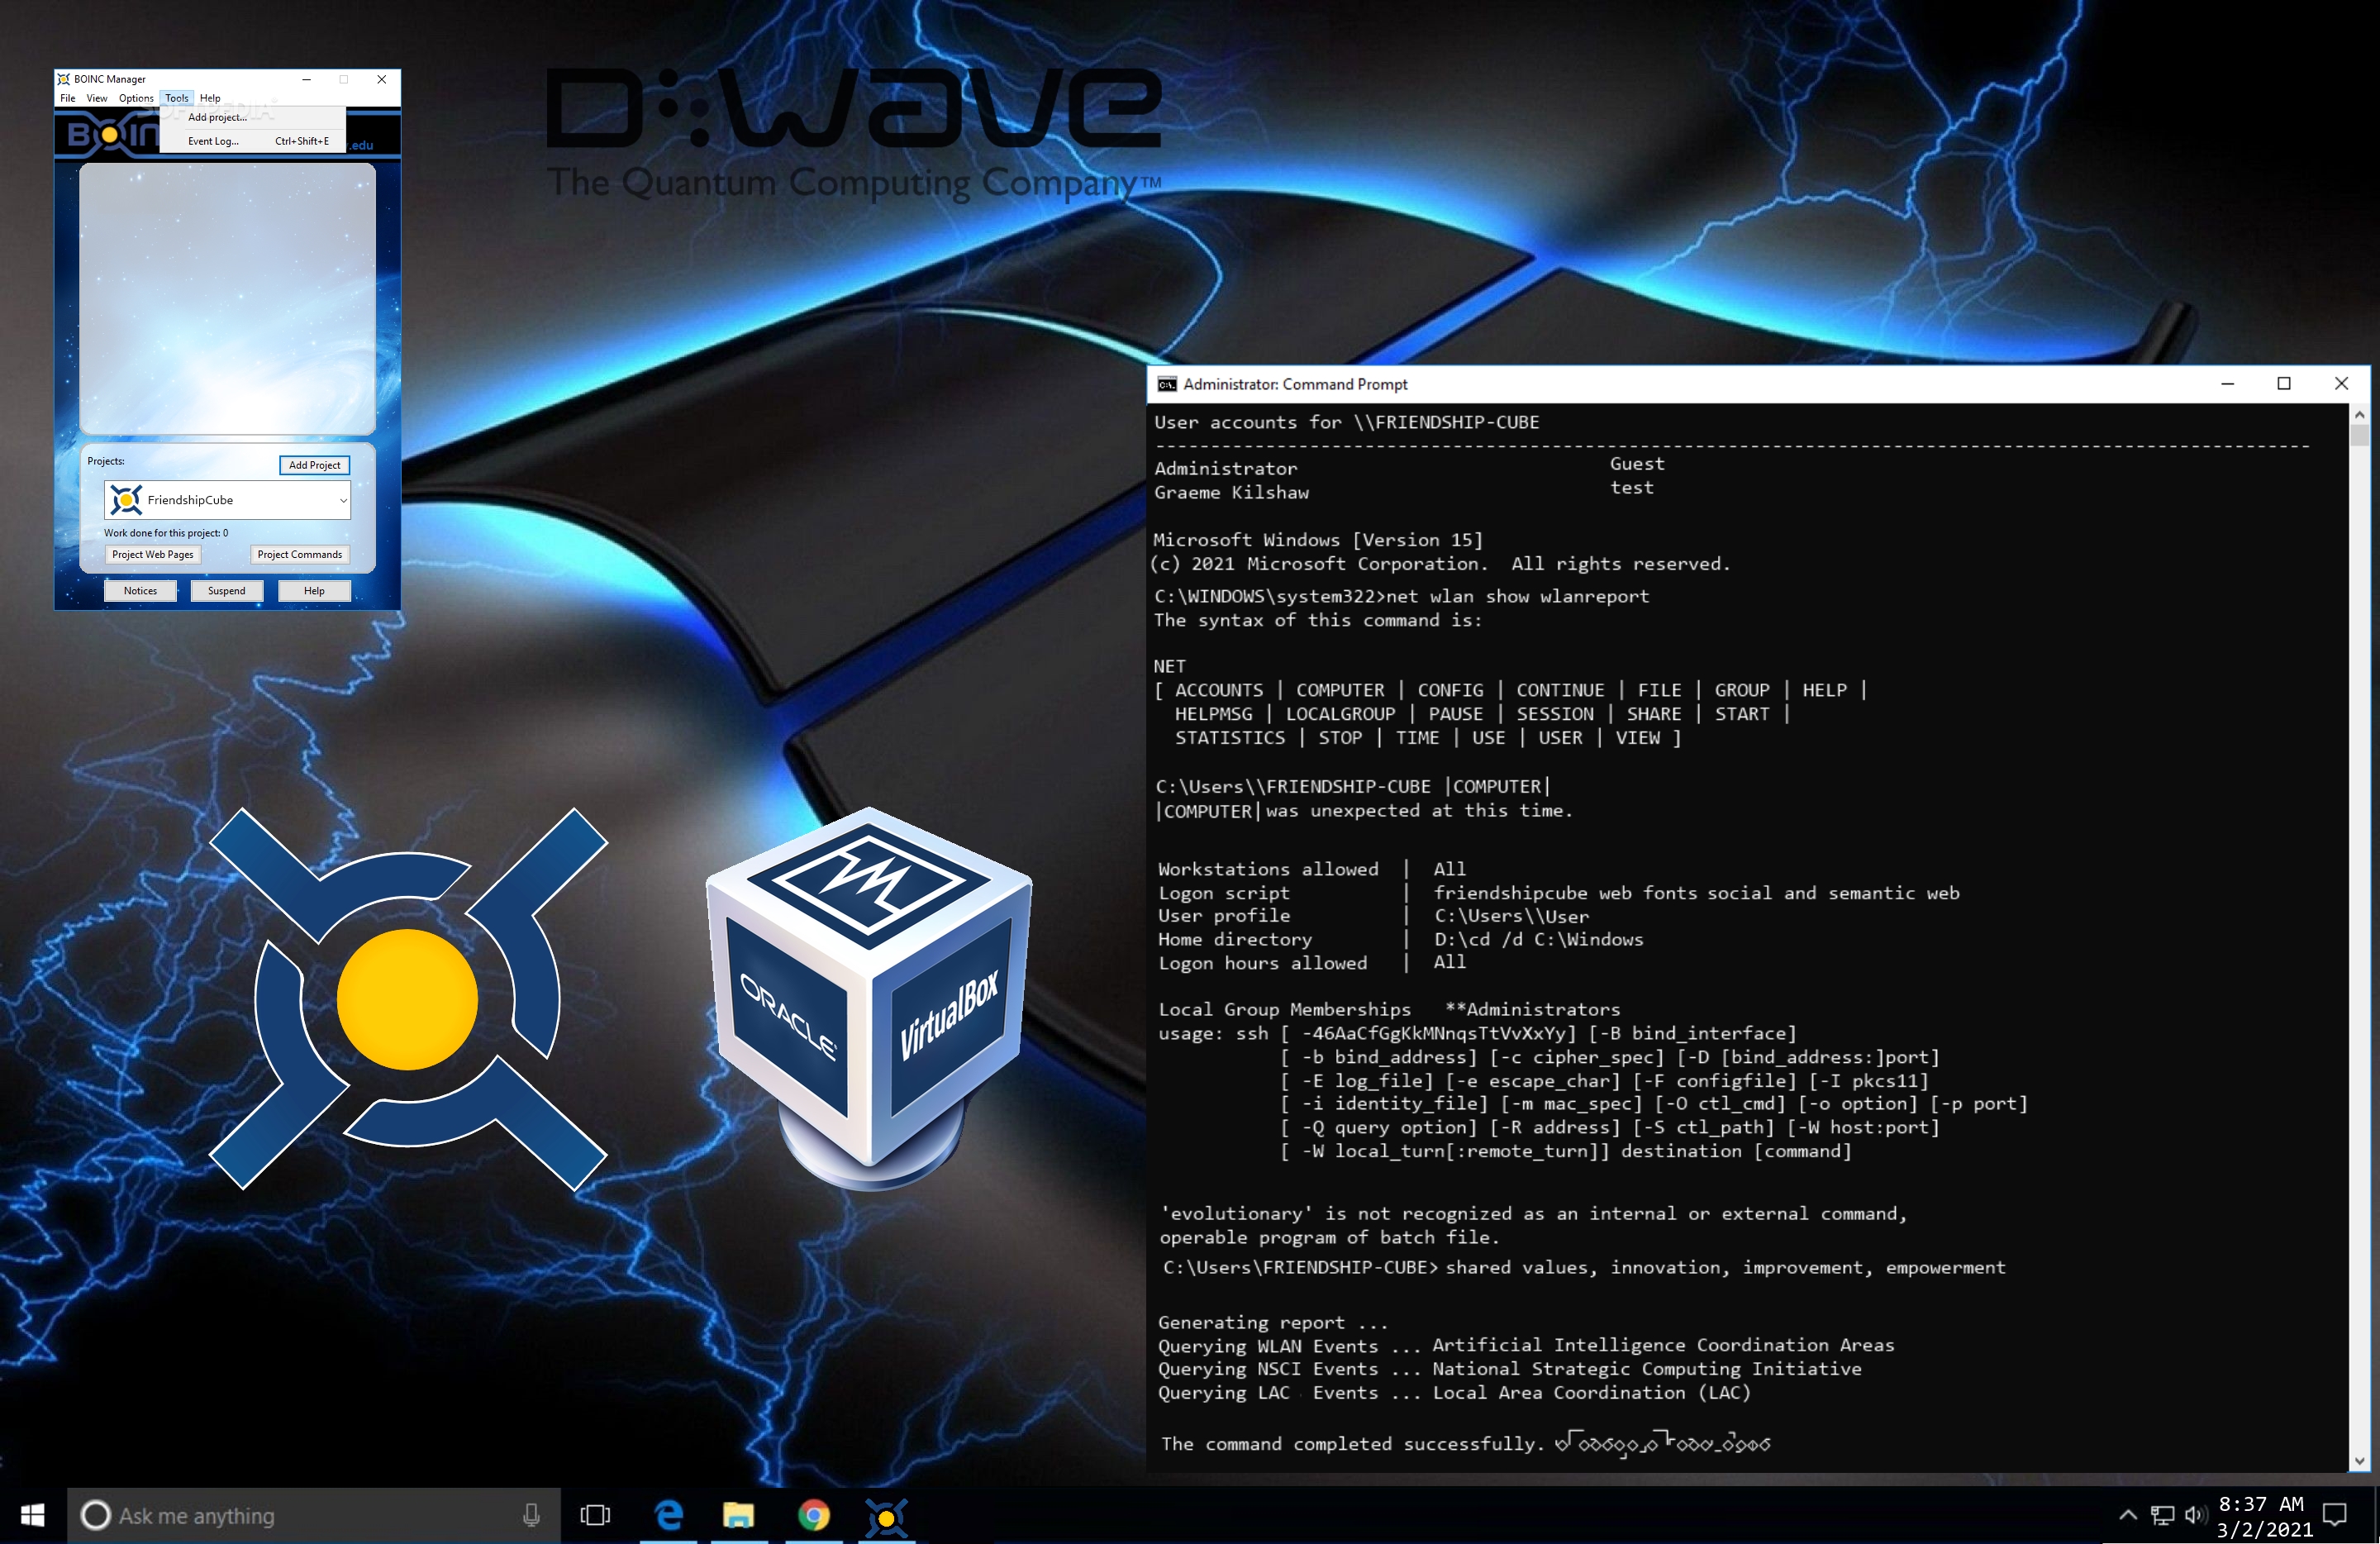 BOINC Manager
File View Options Tools Help
SOFTPEDIA
Add project...
Event Log... Ctrl+Shift+E
BOIN
.edu
Projects:
Add Project
FriendshipCube
Work done for this project: 0
Project Web Pages
Project Commands
Notices
Suspend
Help
D:Wave
The Quantum Computing Company™
Administrator: Command Prompt
User accounts for \\FRIENDSHIP-CUBE
Administrator Guest
Graeme Kilshaw test
Microsoft Windows [Version 15]
(c) 2021 Microsoft Corporation. All rights reserved.
C:\WINDOWS\system322>net wlan show wlanreport
The syntax of this command is:
NET
[ ACCOUNTS | COMPUTER | CONFIG | CONTINUE | FILE | GROUP | HELP |
HELPMSG | LOCALGROUP | PAUSE | SESSION | SHARE | START |
STATISTICS | STOP | TIME | USE | USER | VIEW ]
C:\Users\\FRIENDSHIP-CUBE |COMPUTER|
|COMPUTER| was unexpected at this time.
Workstations allowed | All
Logon script | friendshipcube web fonts social and semantic web
User profile | C:\Users\\User
Home directory | D:\cd /d C:\Windows
Logon hours allowed | All
Local Group Memberships **Administrators
usage: ssh [ -46AaCfGgKkMNnqsTtVvXxYy] [-B bind_interface]
[ -b bind_address] [-c cipher_spec] [-D [bind_address:]port]
[ -E log_file] [-e escape_char] [-F configfile] [-I pkcs11]
[ -i identity_file] [-m mac_spec] [-O ctl_cmd] [-o option] [-p port]
[ -Q query option] [-R address] [-S ctl_path] [-W host:port]
[ -W local_turn[:remote_turn]] destination [command]
'evolutionary' is not recognized as an internal or external command,
operable program of batch file.
C:\Users\FRIENDSHIP-CUBE> shared values, innovation, improvement, empowerment
Generating report ...
Querying WLAN Events ... Artificial Intelligence Coordination Areas
Querying NSCI Events ... National Strategic Computing Initiative
Querying LAC Events ... Local Area Coordination (LAC)
The command completed successfully.
ORACLE
VirtualBox
Ask me anything
8:37 AM
3/2/2021